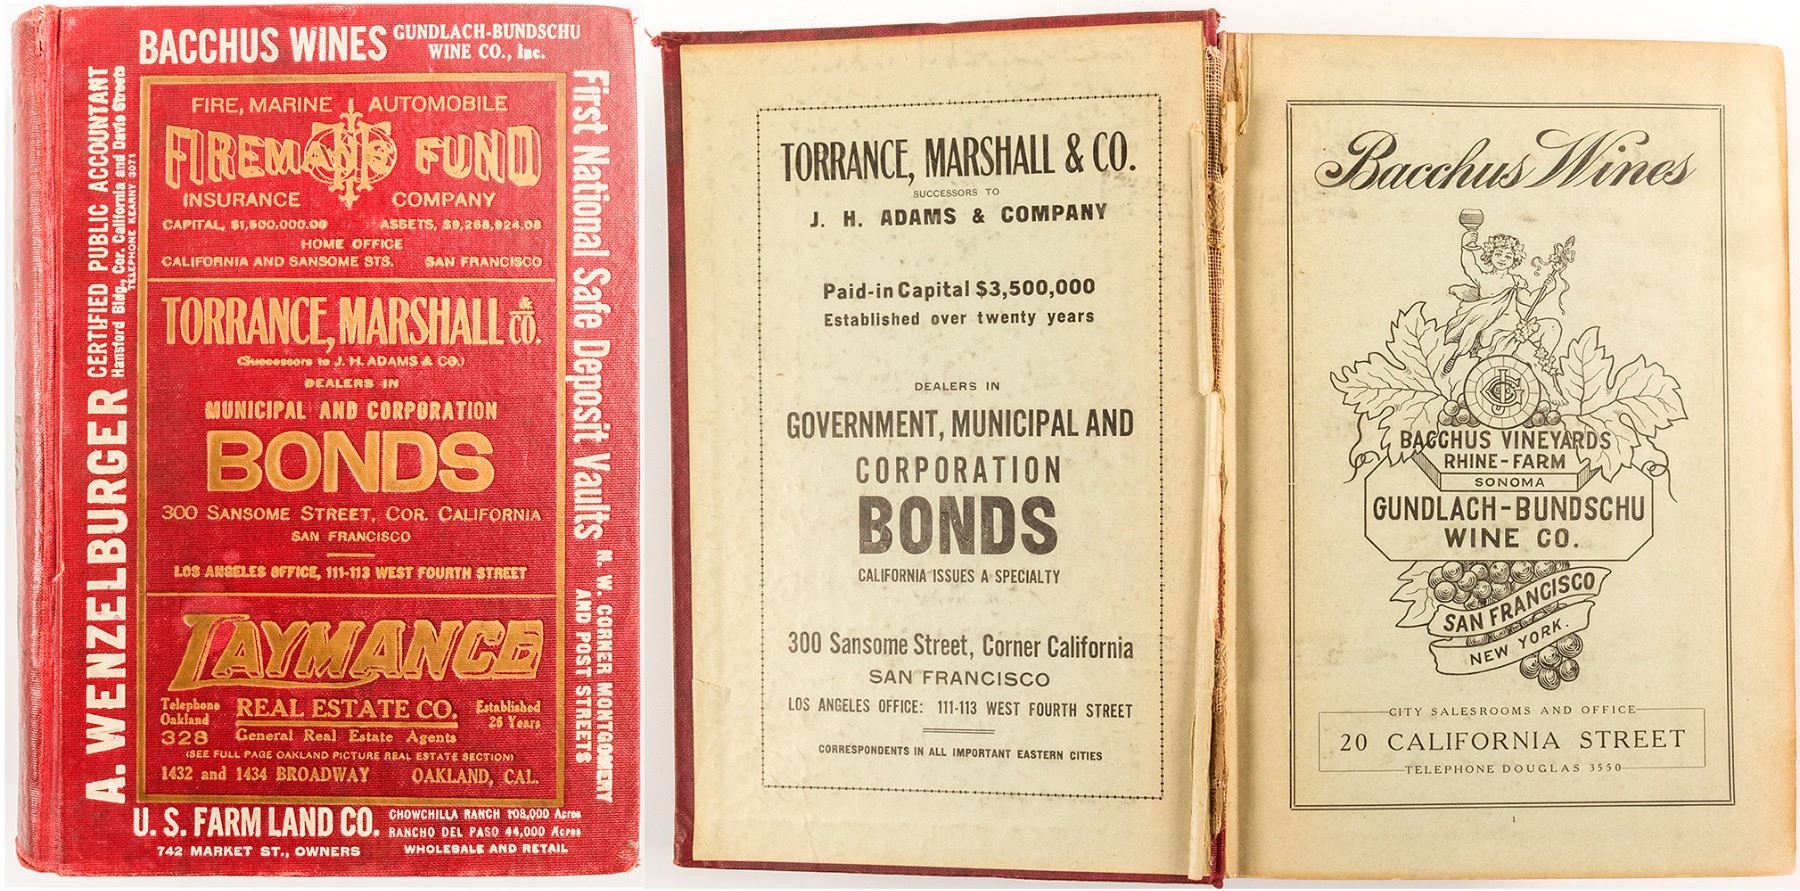 BACCHUS WINES GUNDLACH-BUNDSCHU
WINE CO., Inc.
A. WENZELBURGER CERTIFIED PUBLIC ACCOUNTANT
Hansford Bldg., Cor. California and Davis Streets
TELEPHONE KEARNY 3071
FIRE, MARINE AUTOMOBILE
FIREMAN'S FUND
INSURANCE COMPANY
CAPITAL, $1,500,000.00 ASSETS, $9,268,924.08
HOME OFFICE
CALIFORNIA AND SANSOME STS. SAN FRANCISCO
TORRANCE, MARSHALL & CO.
(Successors to J. H. ADAMS & CO.)
DEALERS IN
MUNICIPAL AND CORPORATION
BONDS
300 SANSOME STREET, COR. CALIFORNIA
SAN FRANCISCO
LOS ANGELES OFFICE, 111-113 WEST FOURTH STREET
LAYMANCE
REAL ESTATE CO.
General Real Estate Agents
Telephone
Oakland
328
Established
26 Years
(SEE FULL PAGE OAKLAND PICTURE REAL ESTATE SECTION)
1432 and 1434 BROADWAY OAKLAND, CAL.
First National Safe Deposit Vaults N. W. CORNER MONTGOMERY
AND POST STREETS
U. S. FARM LAND CO. CHOWCHILLA RANCH 108,000 Acres
RANCHO DEL PASO 44,000 Acres
742 MARKET ST., OWNERS WHOLESALE AND RETAIL
TORRANCE, MARSHALL & CO.
SUCCESSORS TO
J. H. ADAMS & COMPANY
Paid-in Capital $3,500,000
Established over twenty years
DEALERS IN
GOVERNMENT, MUNICIPAL AND
CORPORATION
BONDS
CALIFORNIA ISSUES A SPECIALTY
300 Sansome Street, Corner California
SAN FRANCISCO
LOS ANGELES OFFICE: 111-113 WEST FOURTH STREET
CORRESPONDENTS IN ALL IMPORTANT EASTERN CITIES
Bacchus Wines
BACCHUS VINEYARDS
RHINE-FARM
SONOMA
GUNDLACH-BUNDSCHU
WINE CO.
SAN FRANCISCO
NEW YORK.
CITY SALESROOMS AND OFFICE
20 CALIFORNIA STREET
TELEPHONE DOUGLAS 3550
1